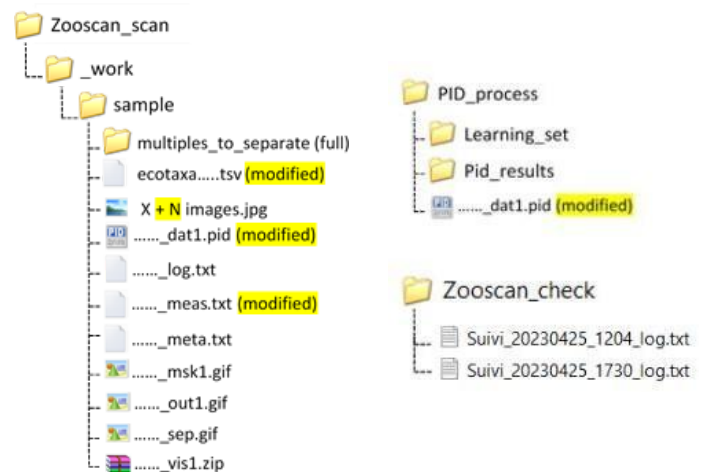 Zooscan_scan
_work
sample
multiples_to_separate (full)
ecotaxa.....tsv (modified)
X + N images.jpg
PID ......_dat1.pid (modified)
......_log.txt
......_meas.txt (modified)
......_meta.txt
......_msk1.gif
......_out1.gif
......_sep.gif
......_vis1.zip
PID_process
Learning_set
Pid_results
PID ......_dat1.pid (modified)
Zooscan_check
Suivi_20230425_1204_log.txt
Suivi_20230425_1730_log.txt